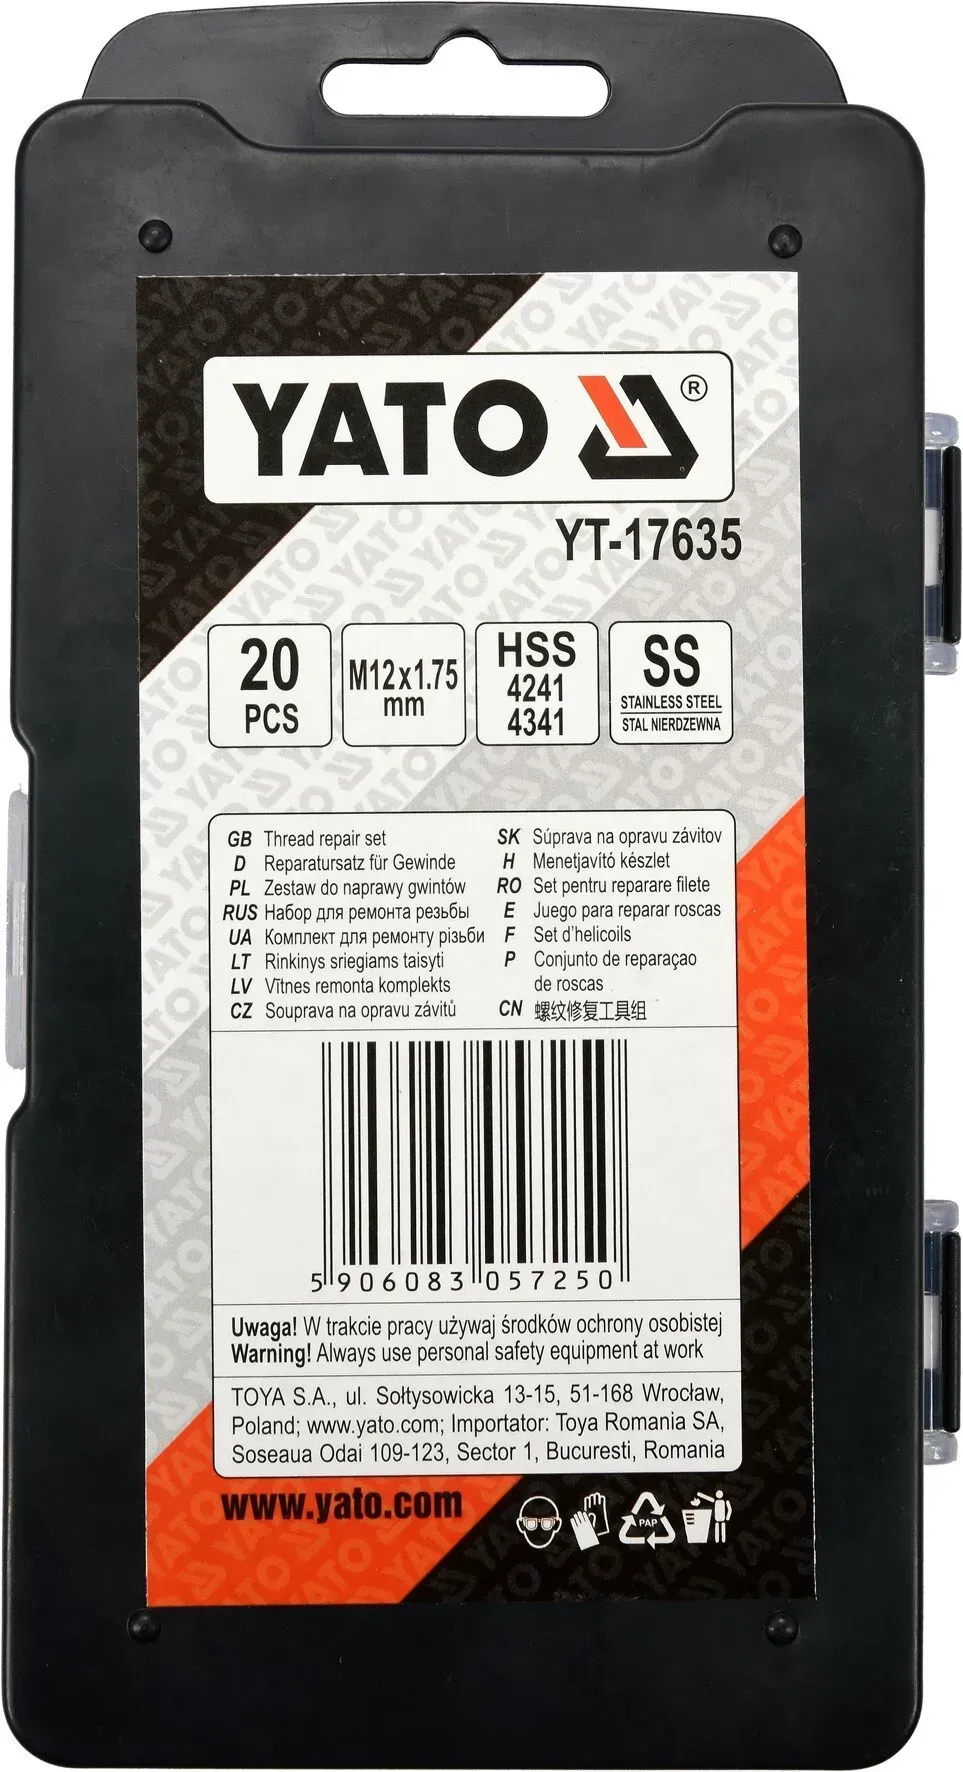 YATO ®
YT-17635
20
PCS
M12x1.75
mm
HSS
4241
4341
SS
STAINLESS STEEL
STAL NIERDZEWNA
GB Thread repair set
D Reparatursatz für Gewinde
PL Zestaw do naprawy gwintów
RUS Набор для ремонта резьбы
UA Комплект для ремонту різьби
LT Rinkinys sriegiams taisyti
LV Vītnes remonta komplekts
CZ Souprava na opravu závitů
SK Súprava na opravu závitov
H Menetjavító készlet
RO Set pentru reparare filete
E Juego para reparar roscas
F Set d'helicoils
P Conjunto de reparaçao
de roscas
CN 螺纹修复工具组
5 906083 057250
Uwaga! W trakcie pracy używaj środków ochrony osobistej
Warning! Always use personal safety equipment at work
TOYA S.A., ul. Sołtysowicka 13-15, 51-168 Wrocław,
Poland; www.yato.com; Importator: Toya Romania SA,
Soseaua Odai 109-123, Sector 1, Bucuresti, Romania
www.yato.com
PAP